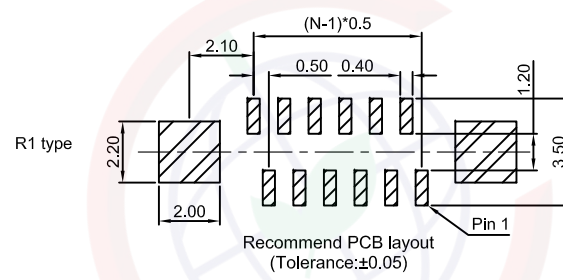 (N-1)*0.5
2.10
0.50 0.40
1.20
R1 type
2.20
3.50
2.00
Pin 1
Recommend PCB layout
(Tolerance:±0.05)